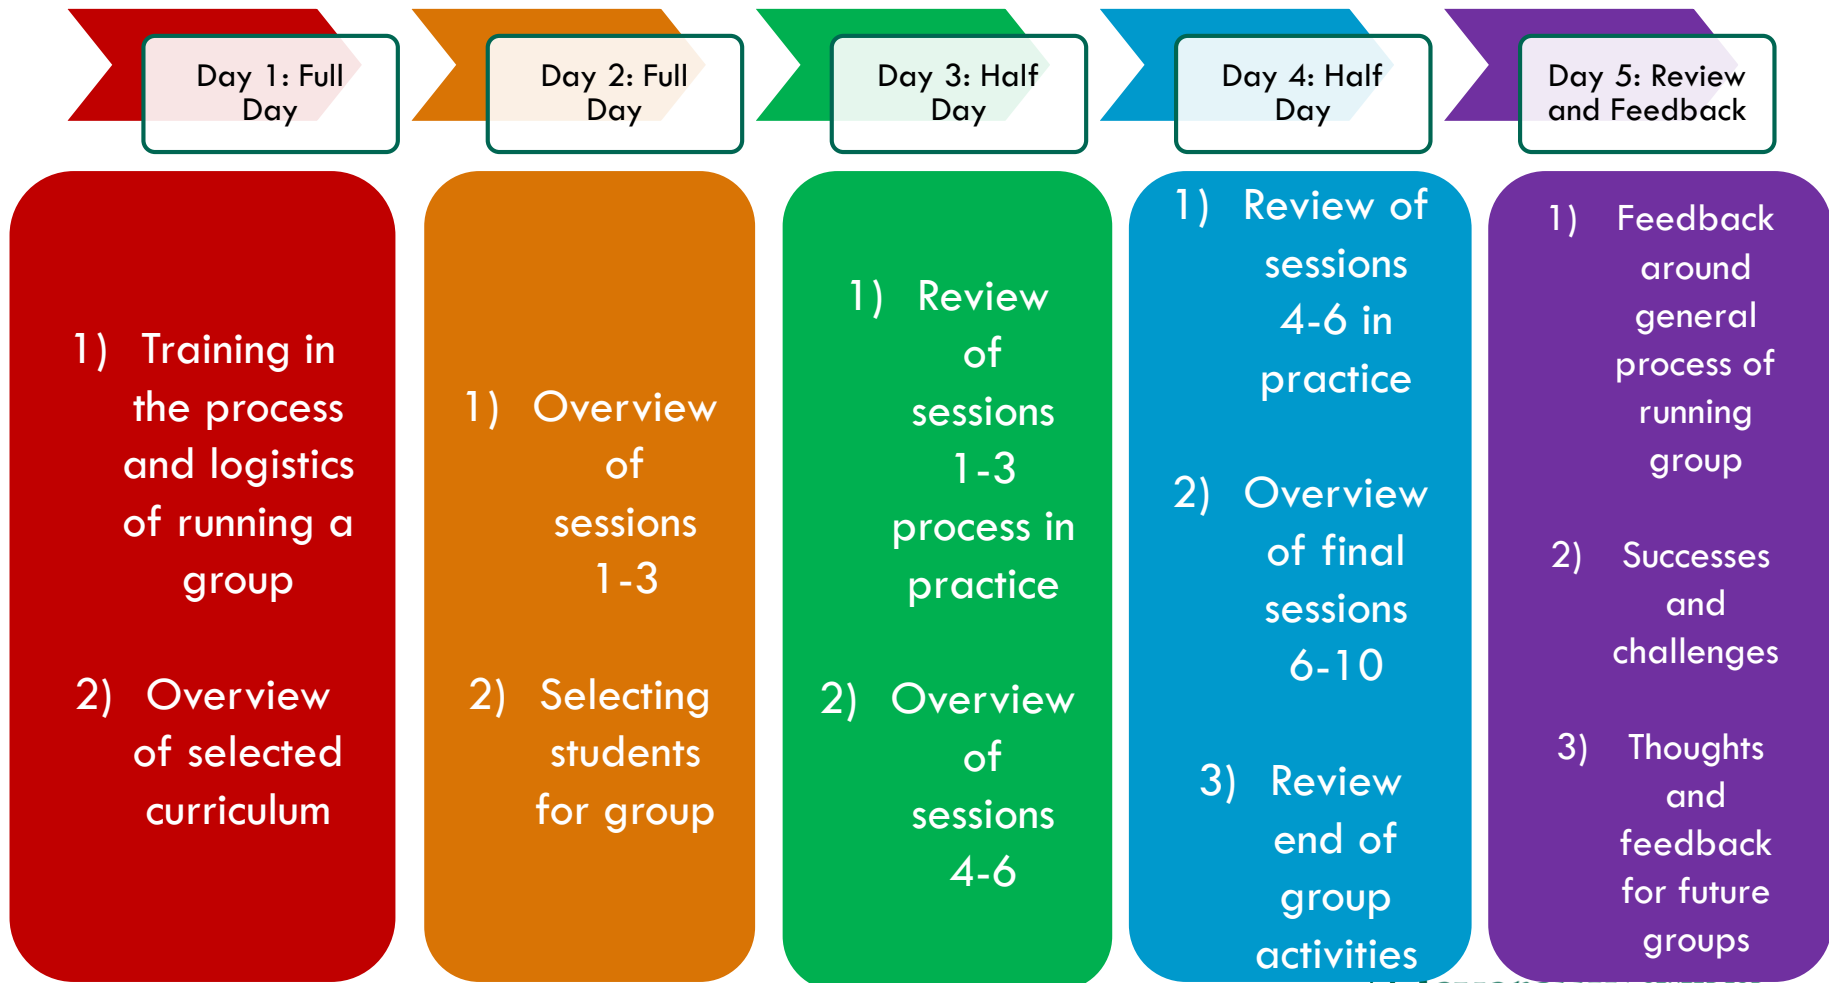 Day 1: Full
Day
Day 2: Full
Day
Day 3: Half
Day
Day 4: Half
Day
Day 5: Review
and Feedback
1) Training in
the process
and logistics
of running a
group
2) Overview
of selected
curriculum
1) Overview
of
sessions
1-3
2) Selecting
students
for group
1) Review
of
sessions
1-3
process in
practice
2) Overview
of
sessions
4-6
1) Review of
sessions
4-6 in
practice
2) Overview
of final
sessions
6-10
3) Review
end of
group
activities
1) Feedback
around
general
process of
running
group
2) Successes
and
challenges
3) Thoughts
and
feedback
for future
groups